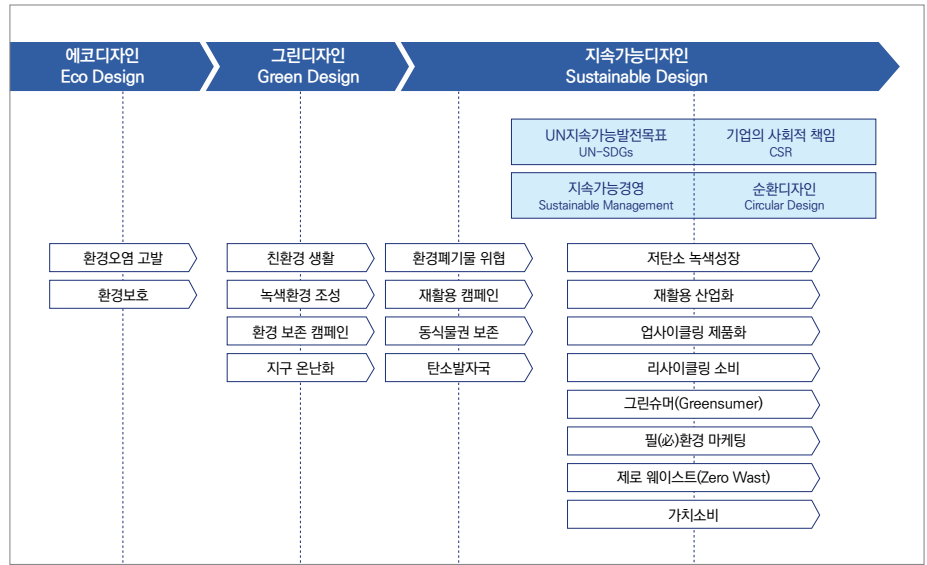 에코디자인
Eco Design
그린디자인
Green Design
지속가능디자인
Sustainable Design
UN지속가능발전목표
UN-SDGs
기업의 사회적 책임
CSR
지속가능경영
Sustainable Management
순환디자인
Circular Design
환경오염 고발
환경보호
친환경 생활
녹색환경 조성
환경 보존 캠페인
지구 온난화
환경폐기물 위협
재활용 캠페인
동식물권 보존
탄소발자국
저탄소 녹색성장
재활용 산업화
업사이클링 제품화
리사이클링 소비
그린슈머(Greensumer)
필(必)환경 마케팅
제로 웨이스트(Zero Wast)
가치소비